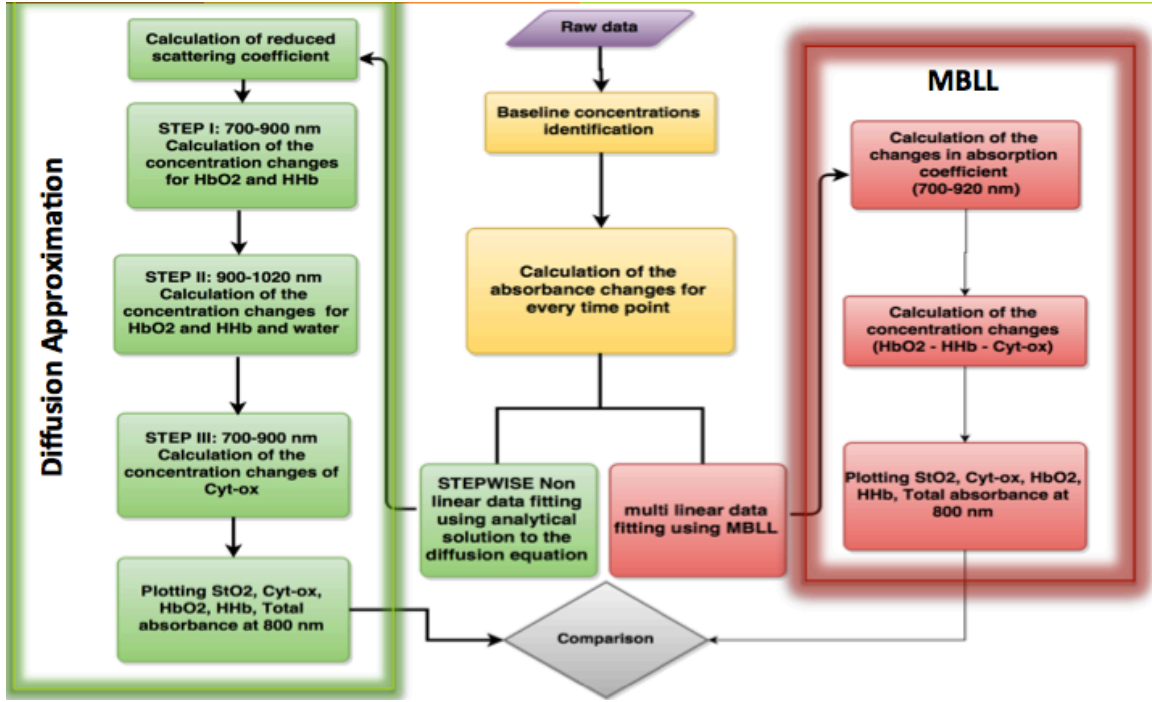 Raw data
Baseline concentrations
identification
Calculation of the
absorbance changes for
every time point
STEPWISE Non
linear data fitting
using analytical
solution to the
diffusion equation
multi linear data
fitting using MBLL
Diffusion Approximation
Calculation of reduced
scattering coefficient
STEP I: 700-900 nm
Calculation of the
concentration changes
for HbO2 and HHb
STEP II: 900-1020 nm
Calculation of the
concentration changes for
HbO2 and HHb and water
STEP III: 700-900 nm
Calculation of the
concentration changes of
Cyt-ox
Plotting StO2, Cyt-ox,
HbO2, HHb, Total
absorbance at 800 nm
MBLL
Calculation of the
changes in absorption
coefficient
(700-920 nm)
Calculation of the
concentration changes
(HbO2 - HHb - Cyt-ox)
Plotting StO2, Cyt-ox, HbO2,
HHb, Total absorbance at
800 nm
Comparison